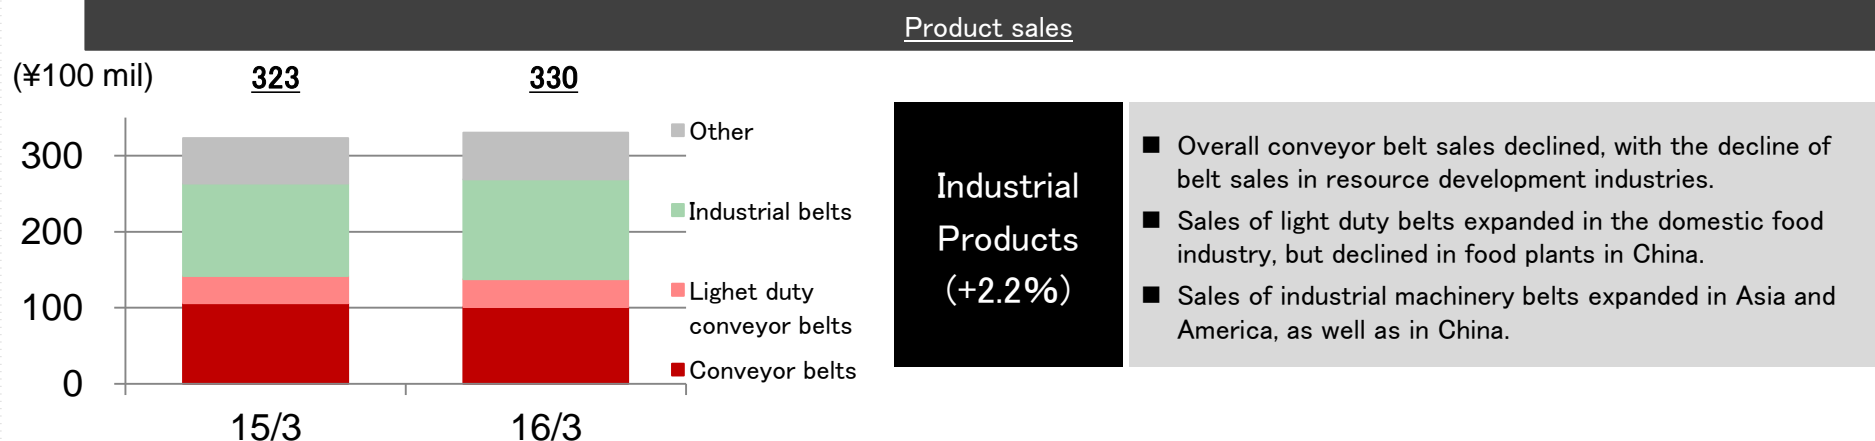 Product sales
(¥100 mil)
323
330
300
200
100
0
15/3
16/3
Other
Industrial belts
Lighet duty
conveyor belts
Conveyor belts
Industrial
Products
(+2.2%)
■ Overall conveyor belt sales declined, with the decline of
belt sales in resource development industries.
■ Sales of light duty belts expanded in the domestic food
industry, but declined in food plants in China.
■ Sales of industrial machinery belts expanded in Asia and
America, as well as in China.